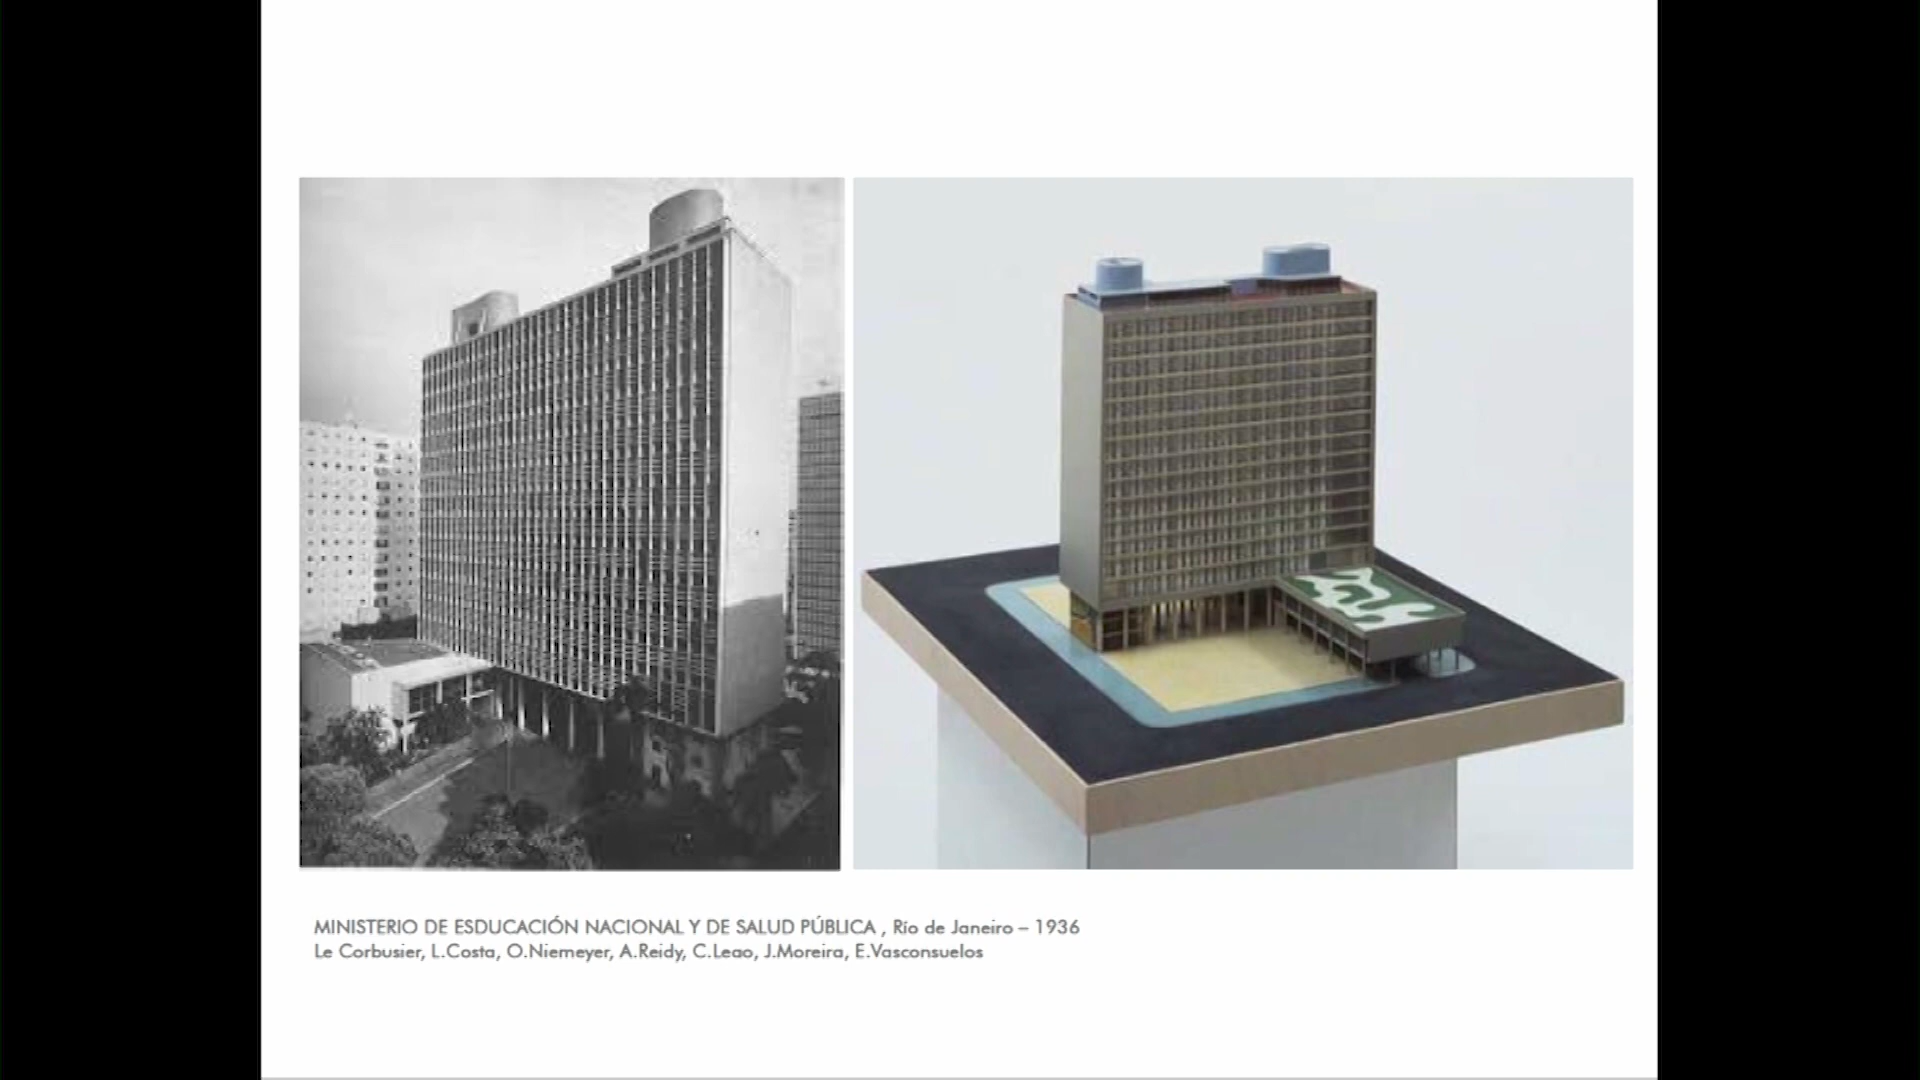 MINISTERIO DE ESDUCACIÓN NACIONAL Y DE SALUD PÚBLICA , Río de Janeiro – 1936
Le Corbusier, L.Costa, O.Niemeyer, A.Reidy, C.Leao, J.Moreira, E.Vasconsuelos